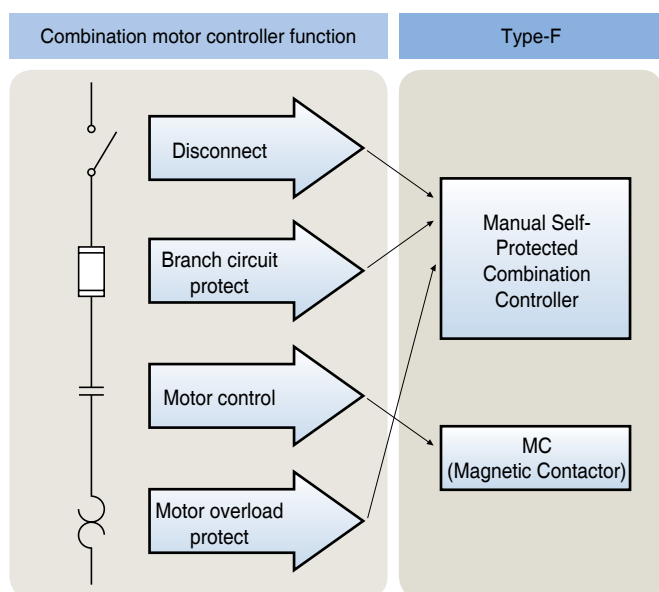 Combination motor controller function
Type-F
Disconnect
Branch circuit
protect
Motor control
Motor overload
protect
Manual Self-
Protected
Combination
Controller
MC
(Magnetic Contactor)